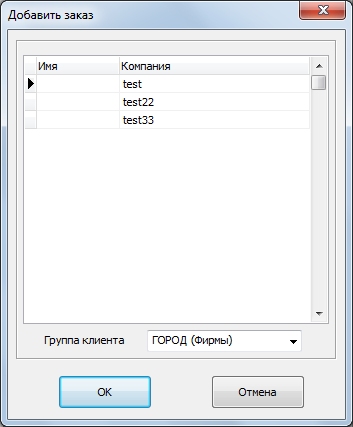 Добавить заказ
Имя Компания
test
test22
test33
Группа клиента ГОРОД (Фирмы)
OK Отмена